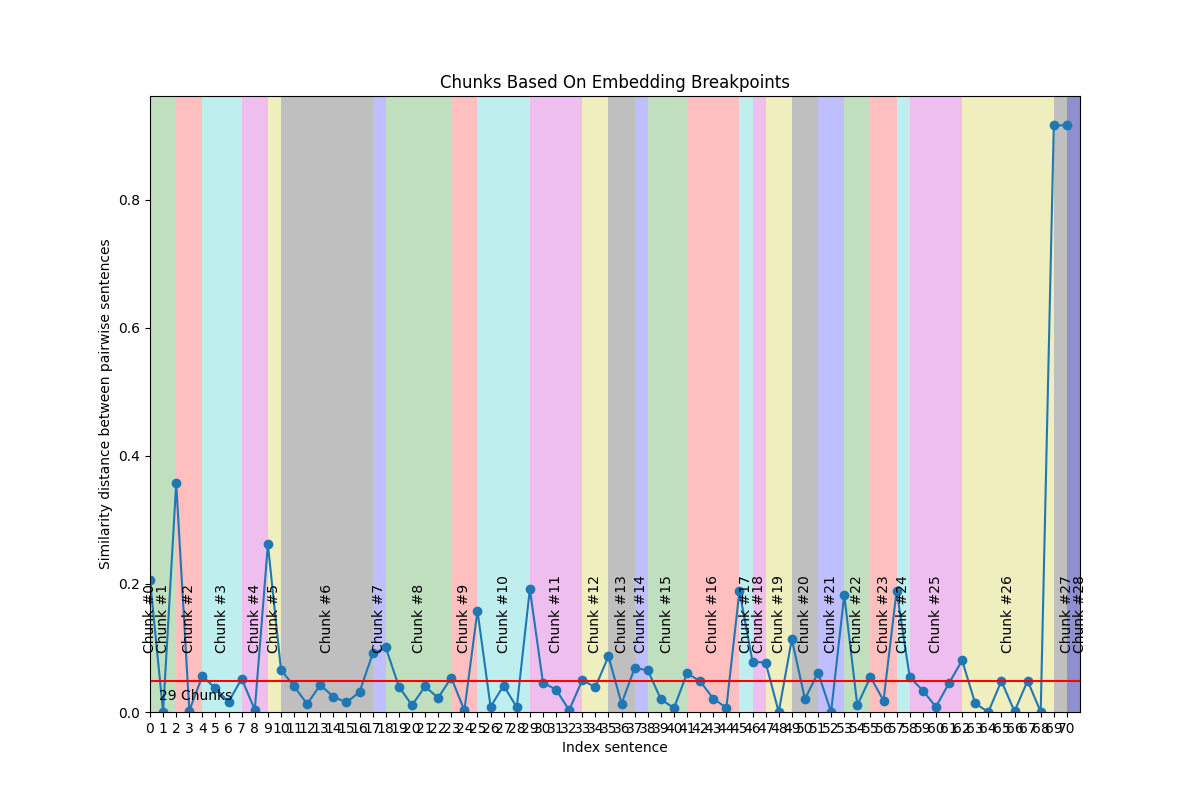 Chunks Based On Embedding Breakpoints
Similarity distance between pairwise sentences
0.8
0.6
0.4
0.2
0.0
Chunk #0
Chunk #1
Chunk #2
Chunk #3
Chunk #4
Chunk #5
Chunk #6
Chunk #7
Chunk #8
Chunk #9
Chunk #10
Chunk #11
Chunk #12
Chunk #13
Chunk #14
Chunk #15
Chunk #16
Chunk #17
Chunk #18
Chunk #19
Chunk #20
Chunk #21
Chunk #22
Chunk #23
Chunk #24
Chunk #25
Chunk #26
Chunk #27
Chunk #28
29 Chunks
0 1 2 3 4 5 6 7 8 9 10 11 12 13 14 15 16 17 18 19 20 21 22 23 24 25 26 27 28 29 30 31 32 33 34 35 36 37 38 39 40 41 42 43 44 45 46 47 48 49 50 51 52 53 54 55 56 57 58 59 60 61 62 63 64 65 66 67 68 69 70
Index sentence